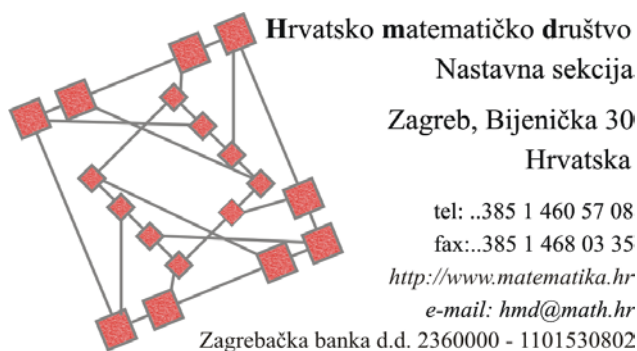 Hrvatsko matematičko društvo
Nastavna sekcija
Zagreb, Bijenička 30
Hrvatska
tel: ..385 1 460 57 08
fax:..385 1 468 03 35
http://www.matematika.hr
e-mail: hmd@math.hr
Zagrebačka banka d.d. 2360000 - 1101530802